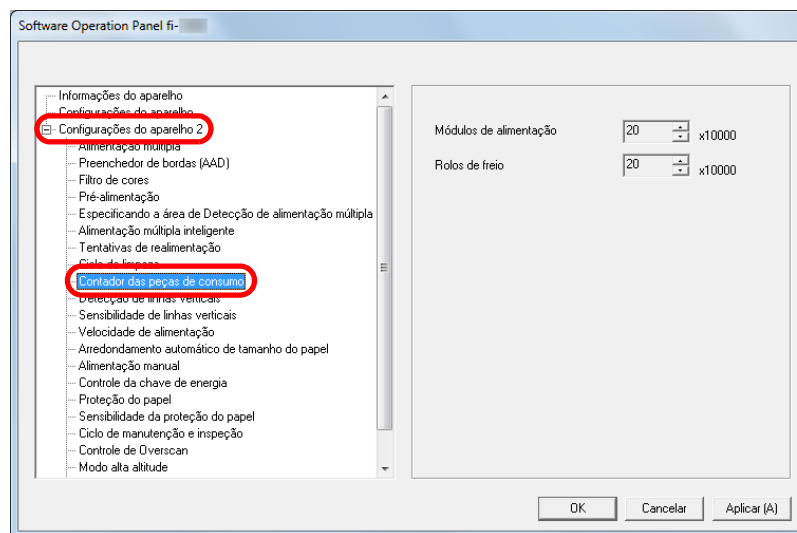 Software Operation Panel fi-
Informações do aparelho
Configurações do aparelho
Configurações do aparelho 2
Alimentação múltipla
Preenchedor de bordas (AAD)
Filtro de cores
Pré-alimentação
Especificando a área de Detecção de alimentação múltipla
Alimentação múltipla inteligente
Tentativas de realimentação
Ciclo de limpeza
Contador das peças de consumo
Detecção de linhas verticais
Sensibilidade de linhas verticais
Velocidade de alimentação
Arredondamento automático de tamanho do papel
Alimentação manual
Controle da chave de energia
Proteção do papel
Sensibilidade da proteção do papel
Ciclo de manutenção e inspeção
Controle de Overscan
Modo alta altitude
Módulos de alimentação 20 x10000
Rolos de freio 20 x10000
OK Cancelar Aplicar (A)